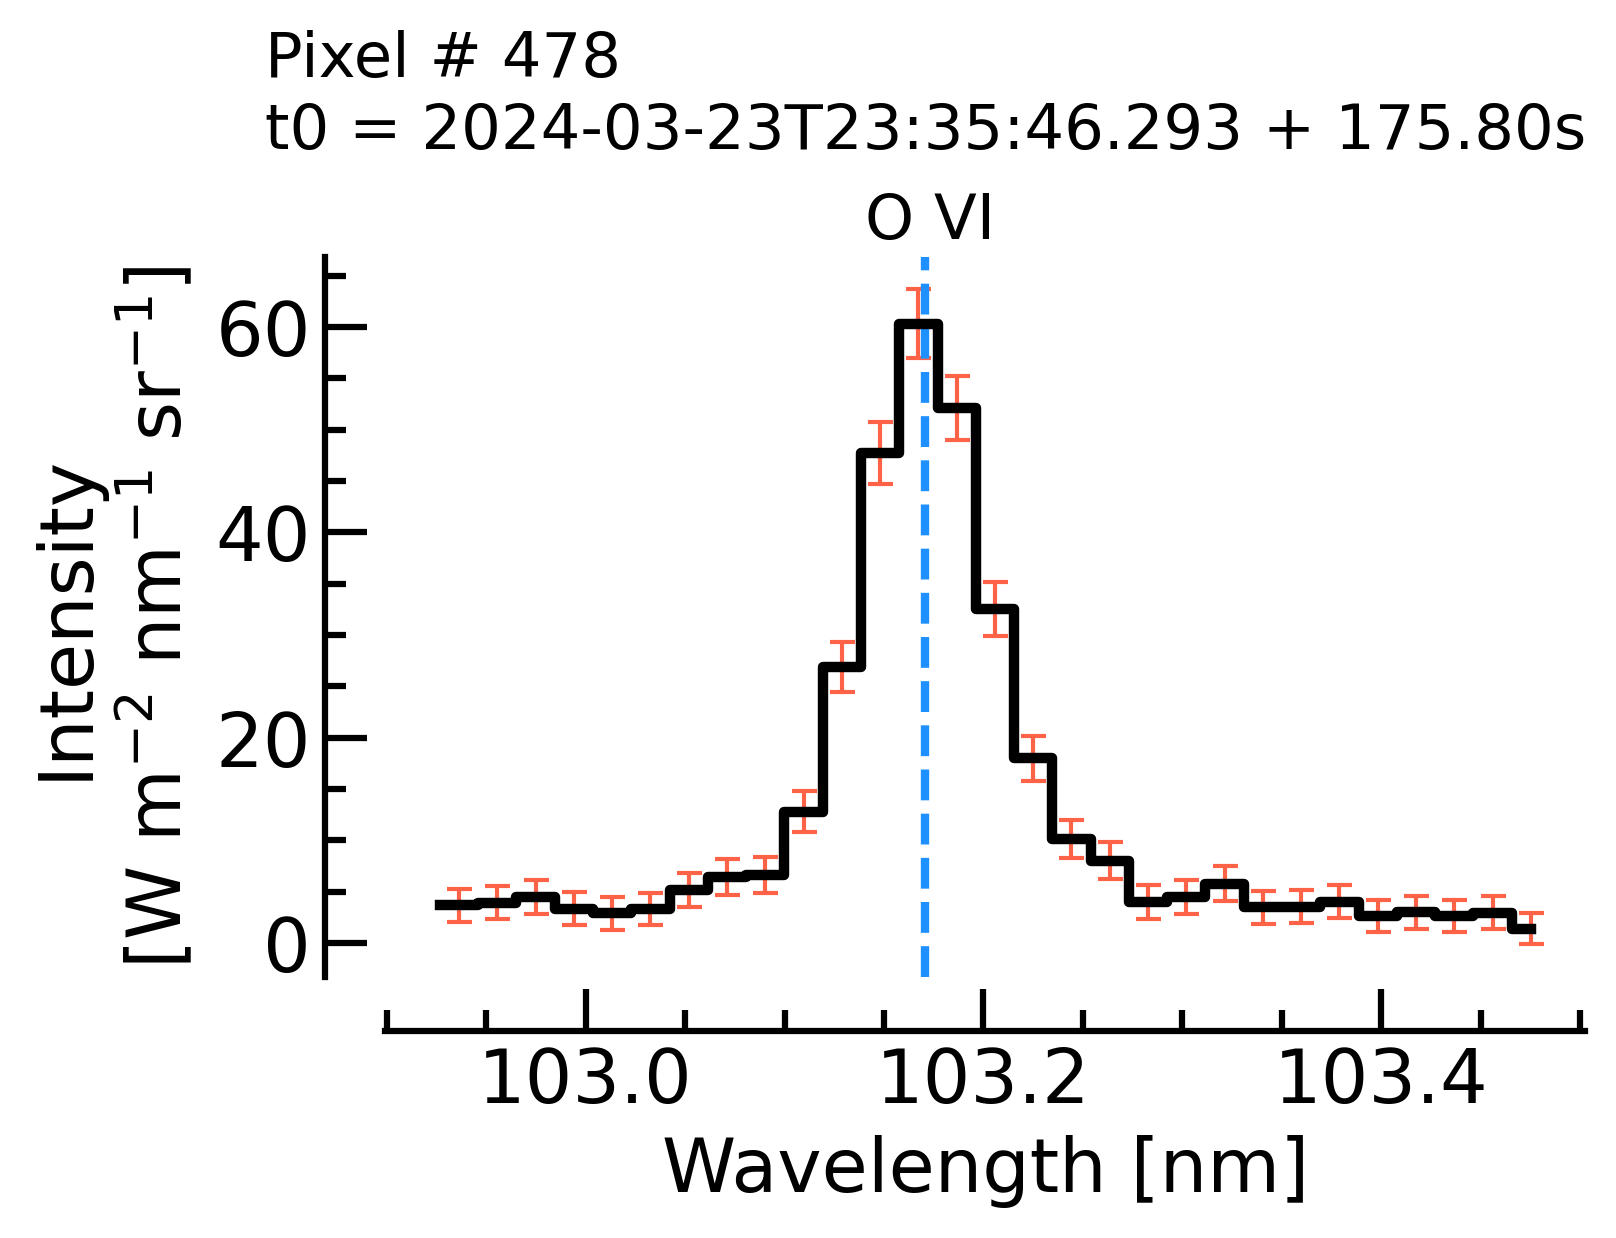 Pixel # 478
t0 = 2024-03-23T23:35:46.293 + 175.80s
O VI
Intensity
[W m⁻² nm⁻¹ sr⁻¹]
60
40
20
0
103.0 103.2 103.4
Wavelength [nm]